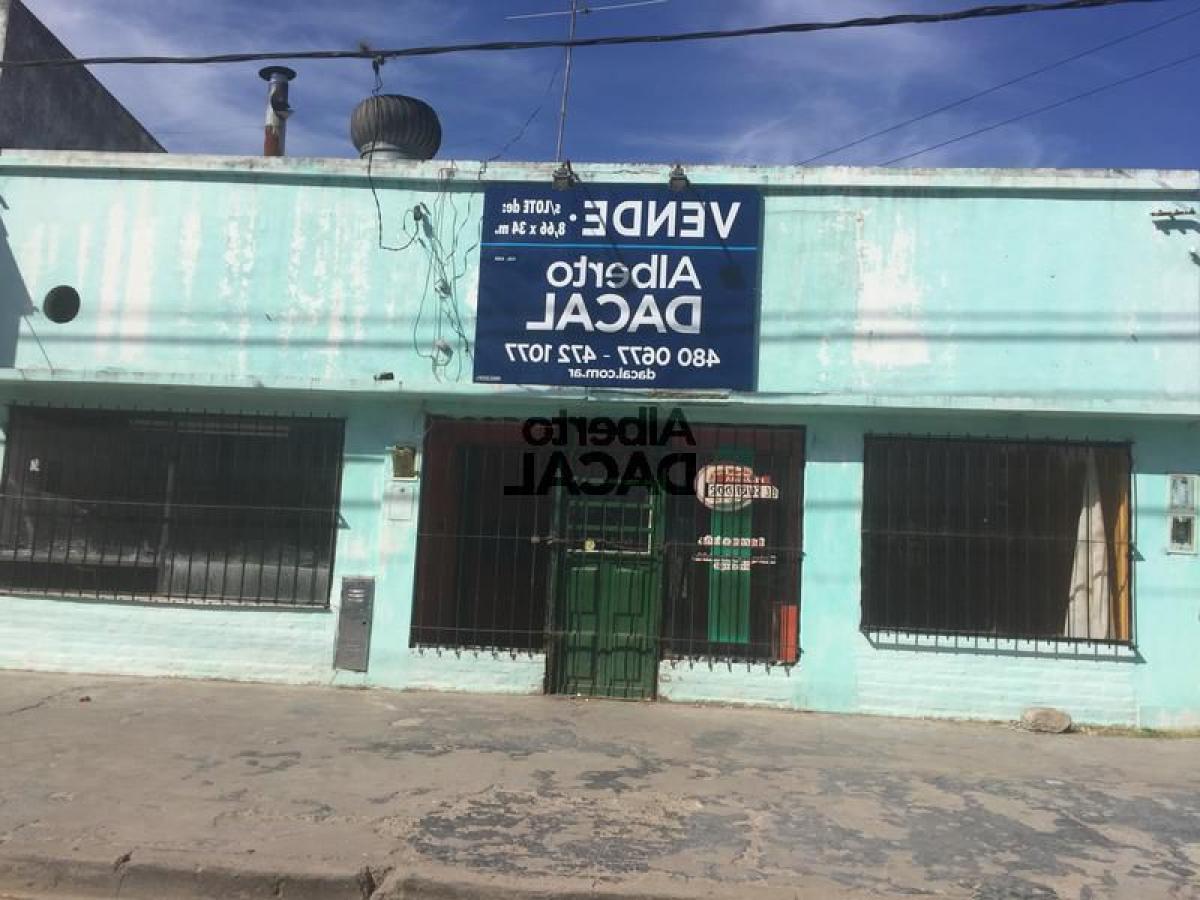 VENDE · s/LOTE de:
8,66 x 34 m.
Alberto
DACAL
480 0677 - 472 1077
dacal.com.ar
Alberto
DACAL